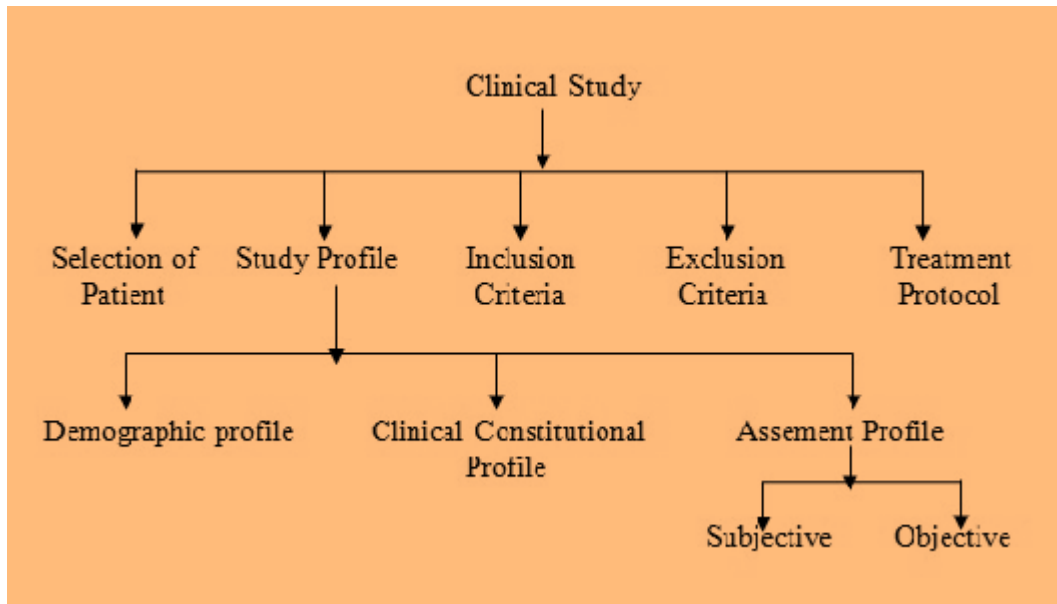 Clinical Study
Selection of
Patient
Study Profile
Inclusion
Criteria
Exclusion
Criteria
Treatment
Protocol
Demographic profile
Clinical Constitutional
Profile
Assement Profile
Subjective
Objective